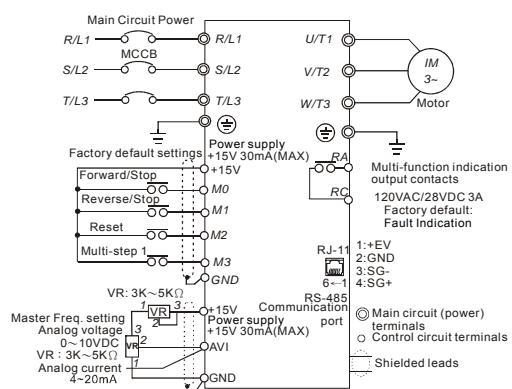 Main Circuit Power
R/L1 R/L1 U/T1
MCCB
S/L2 S/L2 V/T2
IM
3~
T/L3 T/L3 W/T3 Motor
Factory default settings
Power supply
+15V 30mA(MAX)
+15V
Forward/Stop
M0
Reverse/Stop
M1
Reset
M2
Multi-step 1
M3
GND
RA
RC
Multi-function indication
output contacts
120VAC/28VDC 3A
Factory default:
Fault Indication
RJ-11
6←1
1:+EV
2:GND
3:SG-
4:SG+
RS-485
Communication
port
VR: 3K~5KΩ
1 VR 3
2
+15V
Power supply
+15V 30mA(MAX)
Master Freq. setting
Analog voltage
0~10VDC
VR : 3K~5KΩ
Analog current
4~20mA
3
VR 2
1
AVI
GND
Main circuit (power)
terminals
Control circuit terminals
Shielded leads